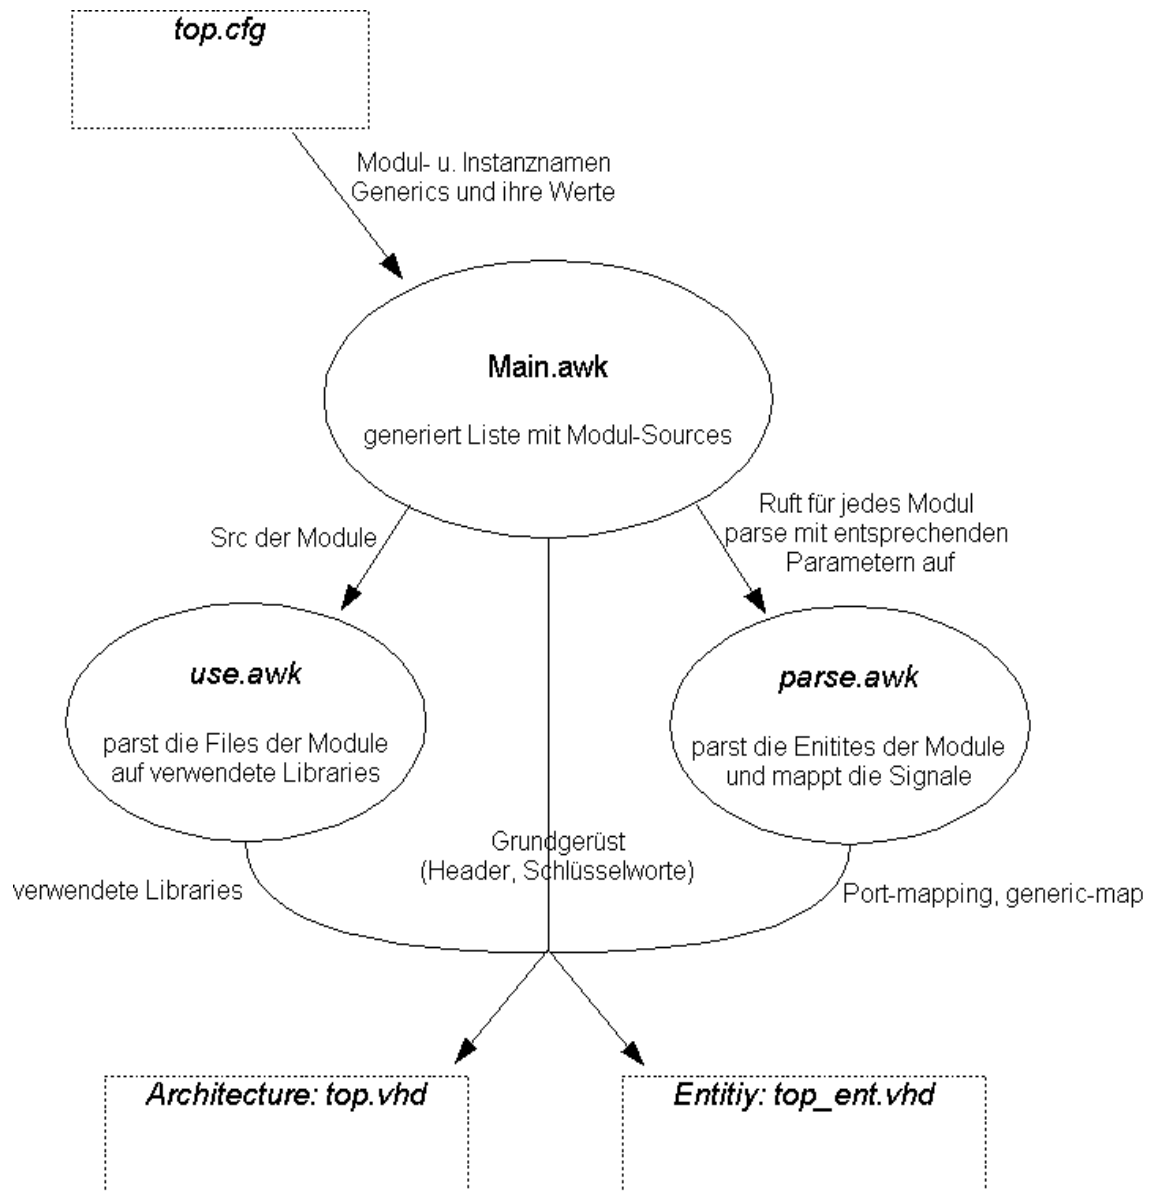 top.cfg
Modul- u. Instanznamen
Generics und ihre Werte
Main.awk
generiert Liste mit Modul-Sources
Src der Module
Ruft für jedes Modul
parse mit entsprechenden
Parametern auf
use.awk
parst die Files der Module
auf verwendete Libraries
parse.awk
parst die Enitites der Module
und mappt die Signale
Grundgerüst
(Header, Schlüsselworte)
verwendete Libraries
Port-mapping, generic-map
Architecture: top.vhd
Entitiy: top_ent.vhd